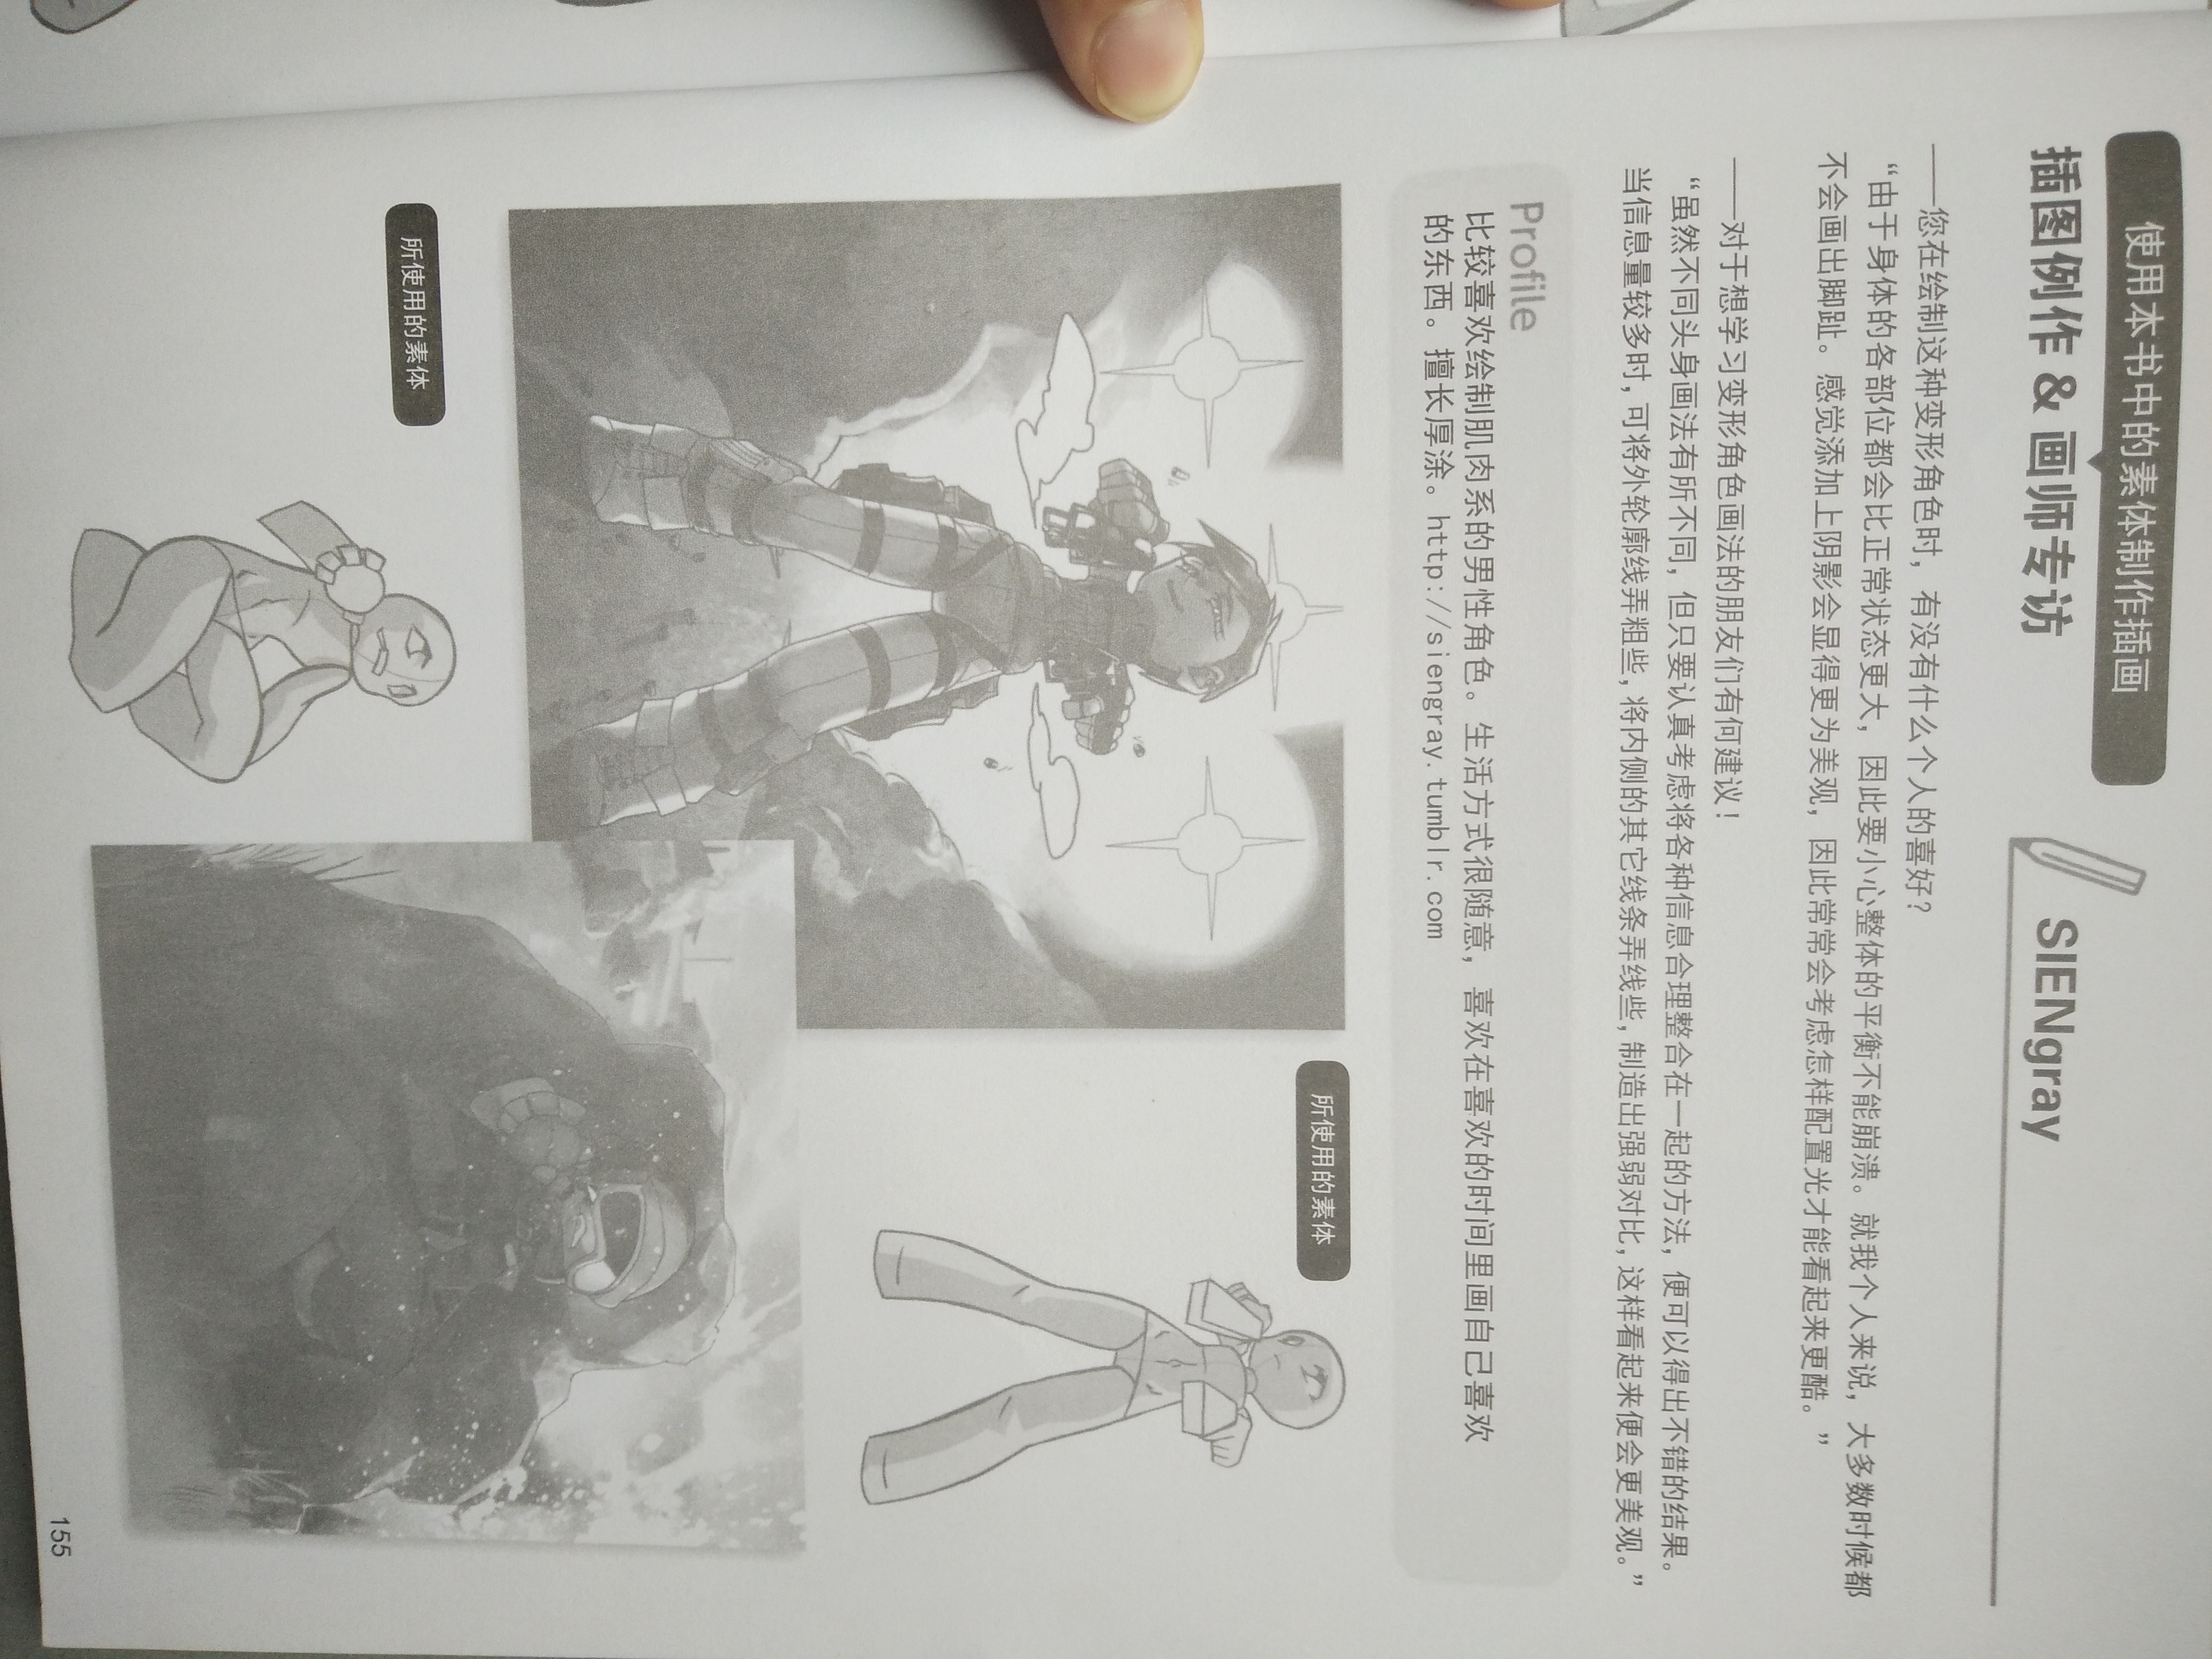 使用本书中的素体制作插画
插图例作 & 画师专访
SIENgray
——您在绘制这种变形角色时，有没有什么个人的喜好？
“由于身体的各部位都会比正常状态更大，因此要小心整体的平衡不能崩溃。就我个人来说，大多数时候都
不会画出脚趾。感觉添加上阴影会显得更为美观，因此常常会考虑怎样配置光才能看起来更酷。”
——对于想学习变形角色画法的朋友们有何建议！
“虽然不同头身画法有所不同，但只要认真考虑将各种信息合理整合在一起的方法，便可以得出不错的结果。
当信息量较多时，可将外轮廓线弄粗些，将内侧的其它线条弄线些，制造出强弱对比，这样看起来便会更美观。”
Profile
比较喜欢绘制肌肉系的男性角色。生活方式很随意，喜欢在喜欢的时间里画自己喜欢
的东西。擅长厚涂。http://siengray.tumblr.com
所使用的素体
所使用的素体
155